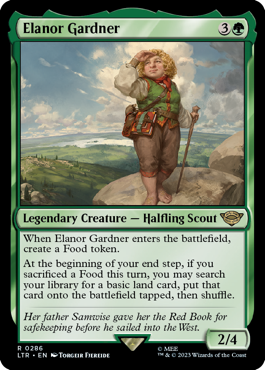 Elanor Gardner 3
Legendary Creature — Halfling Scout
When Elanor Gardner enters the battlefield,
create a Food token.
At the beginning of your end step, if you
sacrificed a Food this turn, you may search
your library for a basic land card, put that
card onto the battlefield tapped, then shuffle.
Her father Samwise gave her the Red Book for
safekeeping before he sailed into the West.
2/4
R 0286 © MEE
LTR • EN Torgeir Fjereide ™ & © 2023 Wizards of the Coast